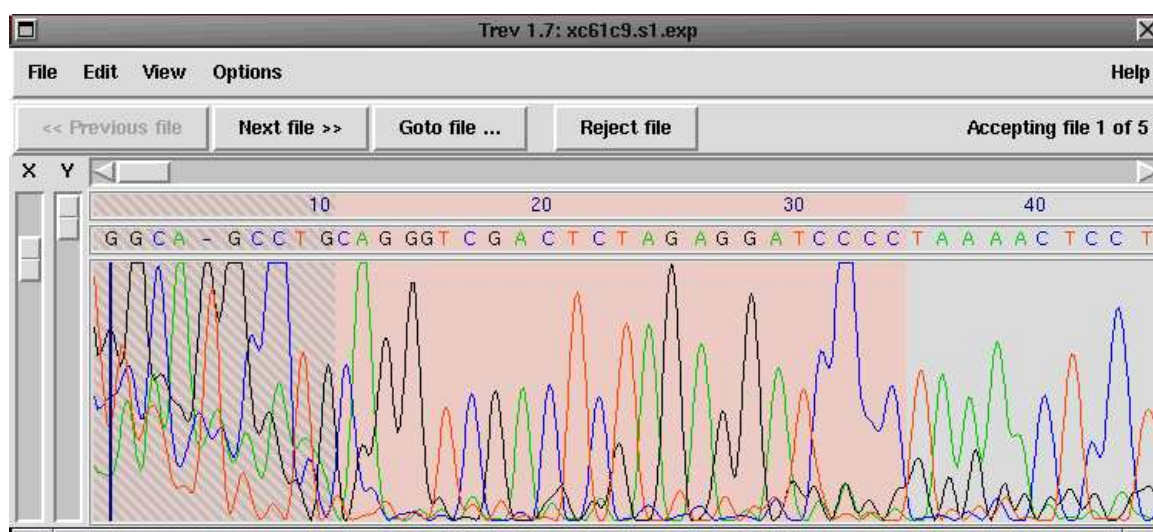 Trev 1.7: xc61c9.s1.exp
File Edit View Options Help
<< Previous file Next file >> Goto file ... Reject file Accepting file 1 of 5
X Y
10 20 30 40
G G C A - G C C T G C A G G G T C G A C T C T A G A G G A T C C C C T A A A A C T C C T